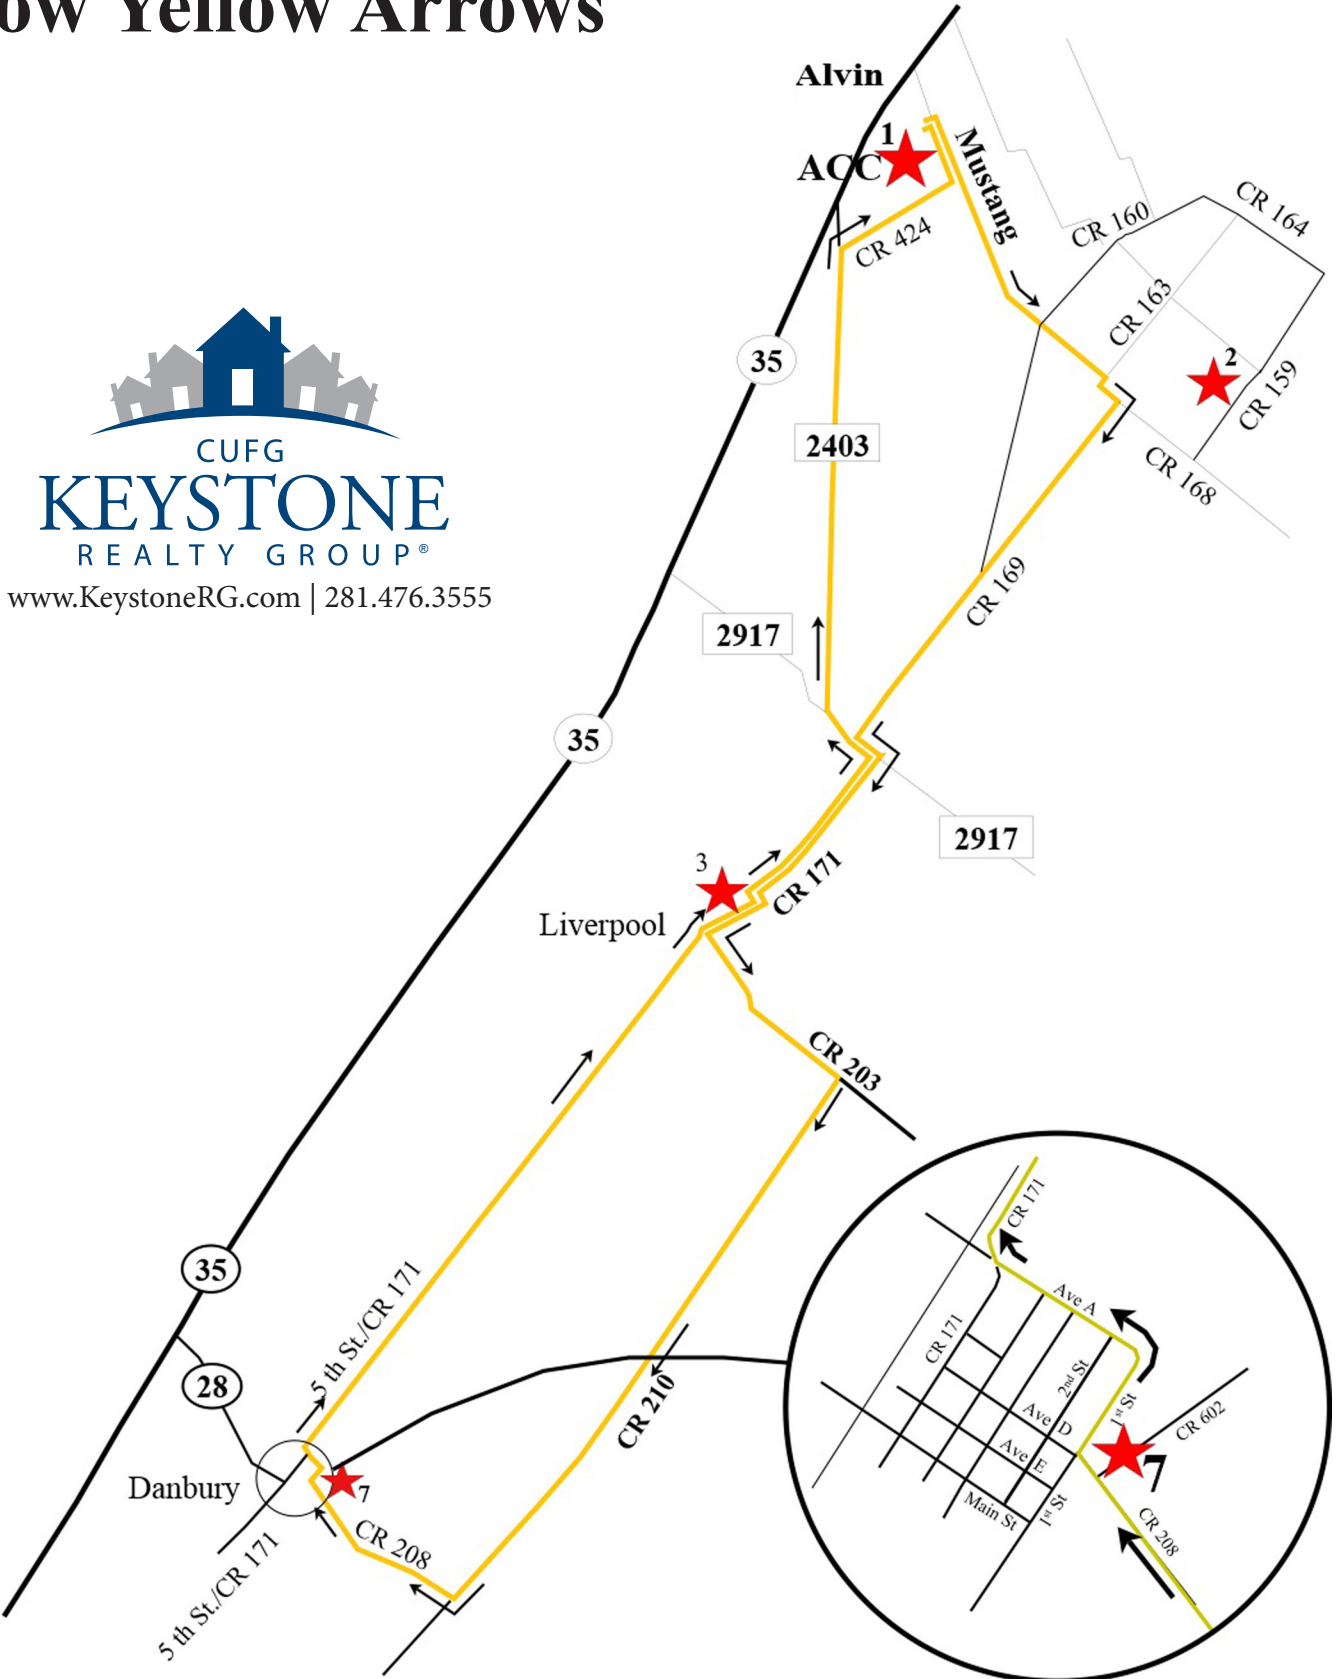 ow Yellow Arrows
Alvin
1
ACC
Mustang
CR 424
CR 160
CR 164
CR 163
2
CR 159
CR 168
35
2403
CUFG
KEYSTONE
REALTY GROUP®
www.KeystoneRG.com | 281.476.3555
CR 169
2917
35
2917
3
CR 171
Liverpool
CR 203
35
5 th St./CR 171
28
CR 210
Danbury
7
CR 208
5 th St./CR 171
CR 171
Ave A
CR 171
2nd St
1st St
Ave D
CR 602
Ave E
7
Main St
1st St
CR 208